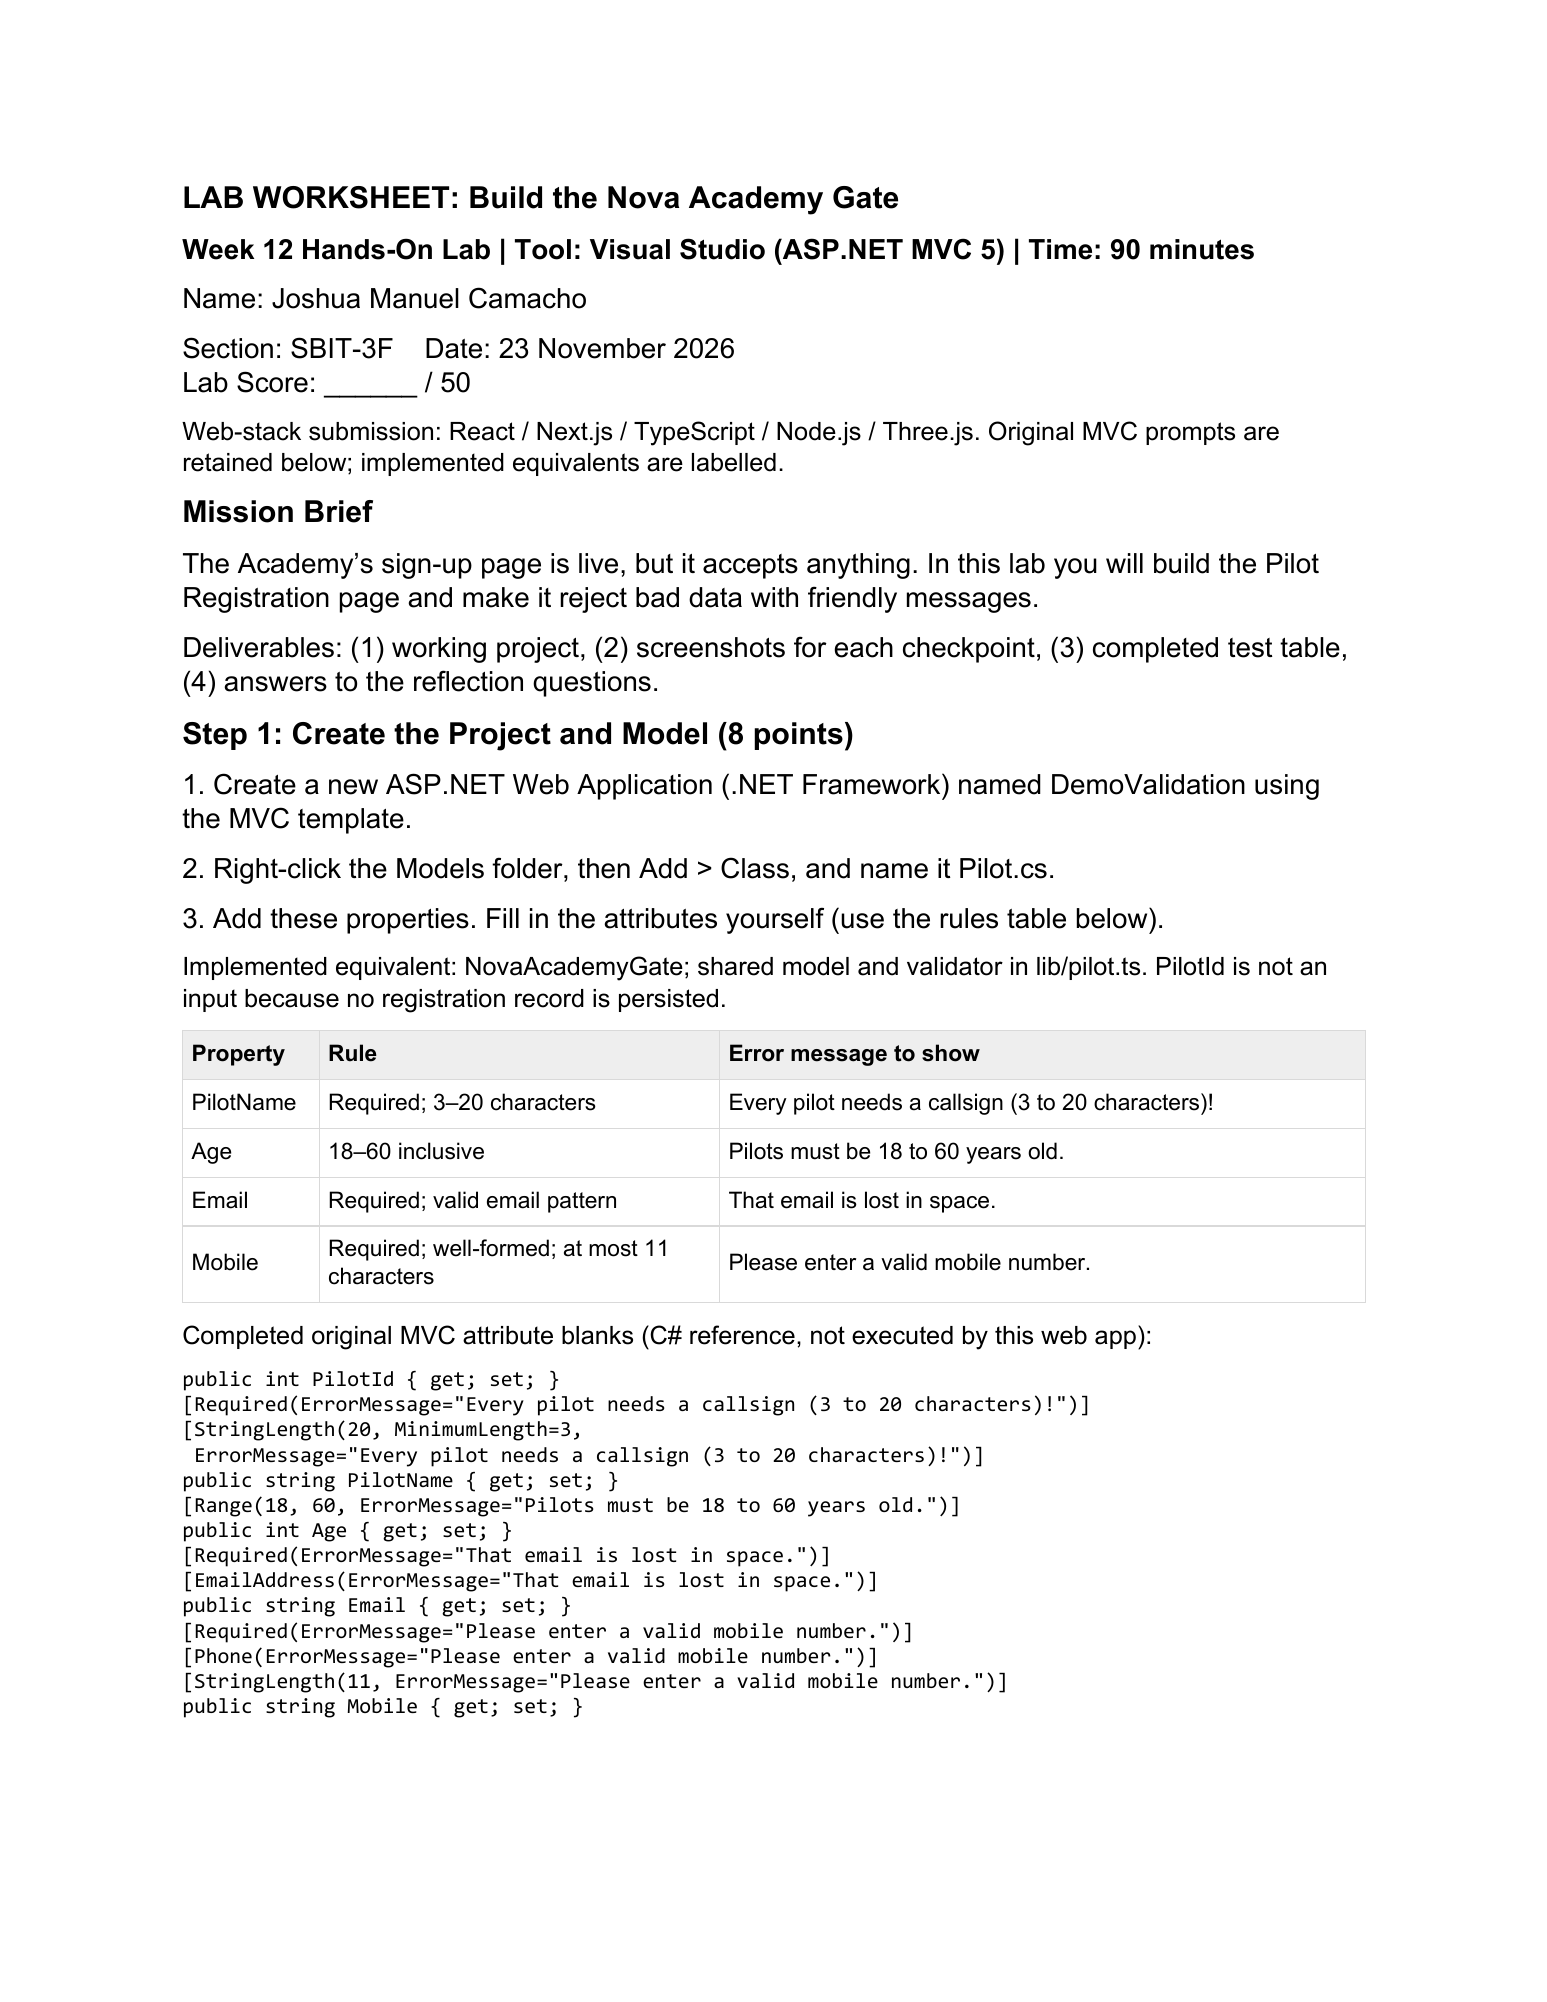 LAB WORKSHEET: Build the Nova Academy Gate
Week 12 Hands-On Lab | Tool: Visual Studio (ASP.NET MVC 5) | Time: 90 minutes
Name: Joshua Manuel Camacho
Section: SBIT-3F    Date: 23 November 2026
Lab Score: ______ / 50
Web-stack submission: React / Next.js / TypeScript / Node.js / Three.js. Original MVC prompts are
retained below; implemented equivalents are labelled.
Mission Brief
The Academy’s sign-up page is live, but it accepts anything. In this lab you will build the Pilot
Registration page and make it reject bad data with friendly messages.
Deliverables: (1) working project, (2) screenshots for each checkpoint, (3) completed test table,
(4) answers to the reflection questions.
Step 1: Create the Project and Model (8 points)
1. Create a new ASP.NET Web Application (.NET Framework) named DemoValidation using
the MVC template.
2. Right-click the Models folder, then Add > Class, and name it Pilot.cs.
3. Add these properties. Fill in the attributes yourself (use the rules table below).
Implemented equivalent: NovaAcademyGate; shared model and validator in lib/pilot.ts. PilotId is not an
input because no registration record is persisted.
Property Rule Error message to show
PilotName Required; 3–20 characters Every pilot needs a callsign (3 to 20 characters)!
Age 18–60 inclusive Pilots must be 18 to 60 years old.
Email Required; valid email pattern That email is lost in space.
Mobile Required; well-formed; at most 11
characters Please enter a valid mobile number.
Completed original MVC attribute blanks (C# reference, not executed by this web app):
public int PilotId { get; set; }
[Required(ErrorMessage="Every pilot needs a callsign (3 to 20 characters)!")]
[StringLength(20, MinimumLength=3,
 ErrorMessage="Every pilot needs a callsign (3 to 20 characters)!")]
public string PilotName { get; set; }
[Range(18, 60, ErrorMessage="Pilots must be 18 to 60 years old.")]
public int Age { get; set; }
[Required(ErrorMessage="That email is lost in space.")]
[EmailAddress(ErrorMessage="That email is lost in space.")]
public string Email { get; set; }
[Required(ErrorMessage="Please enter a valid mobile number.")]
[Phone(ErrorMessage="Please enter a valid mobile number.")]
[StringLength(11, ErrorMessage="Please enter a valid mobile number.")]
public string Mobile { get; set; }